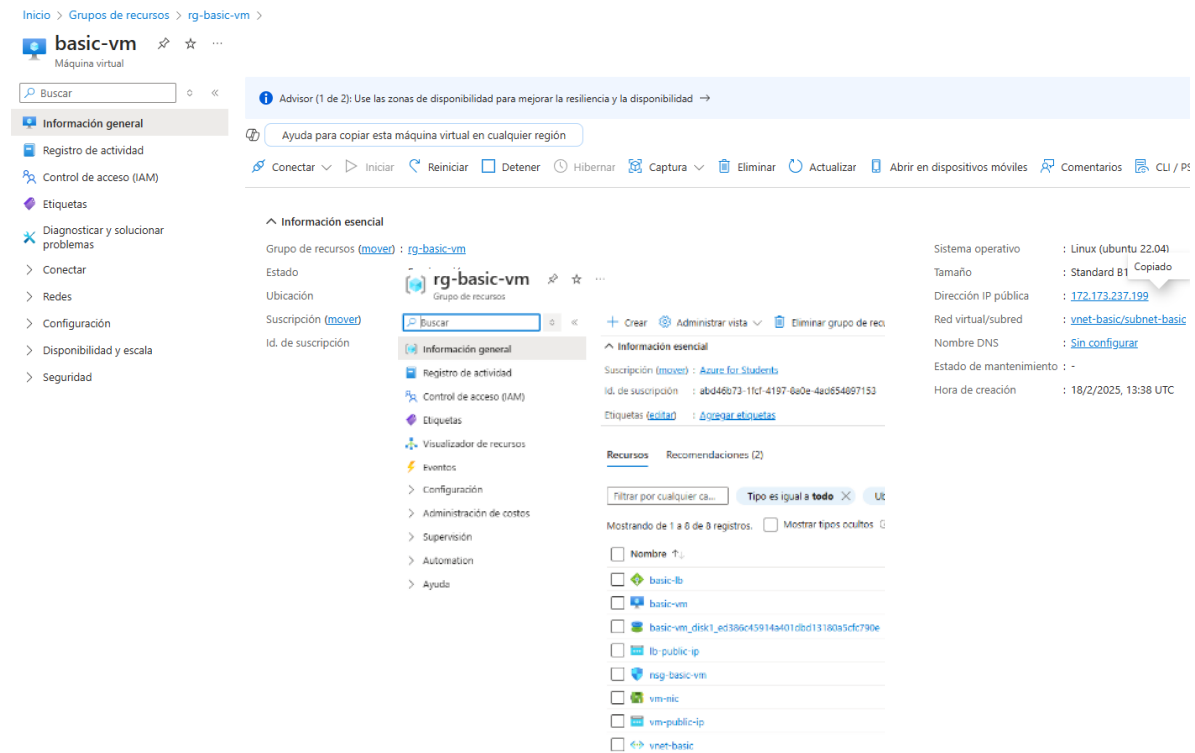 Inicio > Grupos de recursos > rg-basic-vm >
basic-vm
Máquina virtual
Buscar
Información general
Registro de actividad
Control de acceso (IAM)
Etiquetas
Diagnosticar y solucionar
problemas
Conectar
Redes
Configuración
Disponibilidad y escala
Seguridad
Advisor (1 de 2): Use las zonas de disponibilidad para mejorar la resiliencia y la disponibilidad →
Ayuda para copiar esta máquina virtual en cualquier región
Conectar Iniciar Reiniciar Detener Hibernar Captura Eliminar Actualizar Abrir en dispositivos móviles Comentarios CLI / PS
Información esencial
Grupo de recursos (mover) : rg-basic-vm
Estado
Ubicación
Suscripción (mover)
Id. de suscripción
Sistema operativo : Linux (ubuntu 22.04)
Tamaño : Standard B1
Copiado
Dirección IP pública : 172.173.237.199
Red virtual/subred : vnet-basic/subnet-basic
Nombre DNS : Sin configurar
Estado de mantenimiento : -
Hora de creación : 18/2/2025, 13:38 UTC
rg-basic-vm
Grupo de recursos
Buscar
Información general
Registro de actividad
Control de acceso (IAM)
Etiquetas
Visualizador de recursos
Eventos
Configuración
Administración de costos
Supervisión
Automation
Ayuda
Crear Administrar vista Eliminar grupo de recu
Información esencial
Suscripción (mover) : Azure for Students
Id. de suscripción : abd46b73-1fcf-4197-8a0e-4ad654897153
Etiquetas (editar) : Agregar etiquetas
Recursos Recomendaciones (2)
Filtrar por cualquier ca... Tipo es igual a todo Ub
Mostrando de 1 a 8 de 8 registros. Mostrar tipos ocultos
Nombre ↑↓
basic-lb
basic-vm
basic-vm_disk1_ed386c45914a401dbd13180a5cfc790e
lb-public-ip
nsg-basic-vm
vm-nic
vm-public-ip
vnet-basic